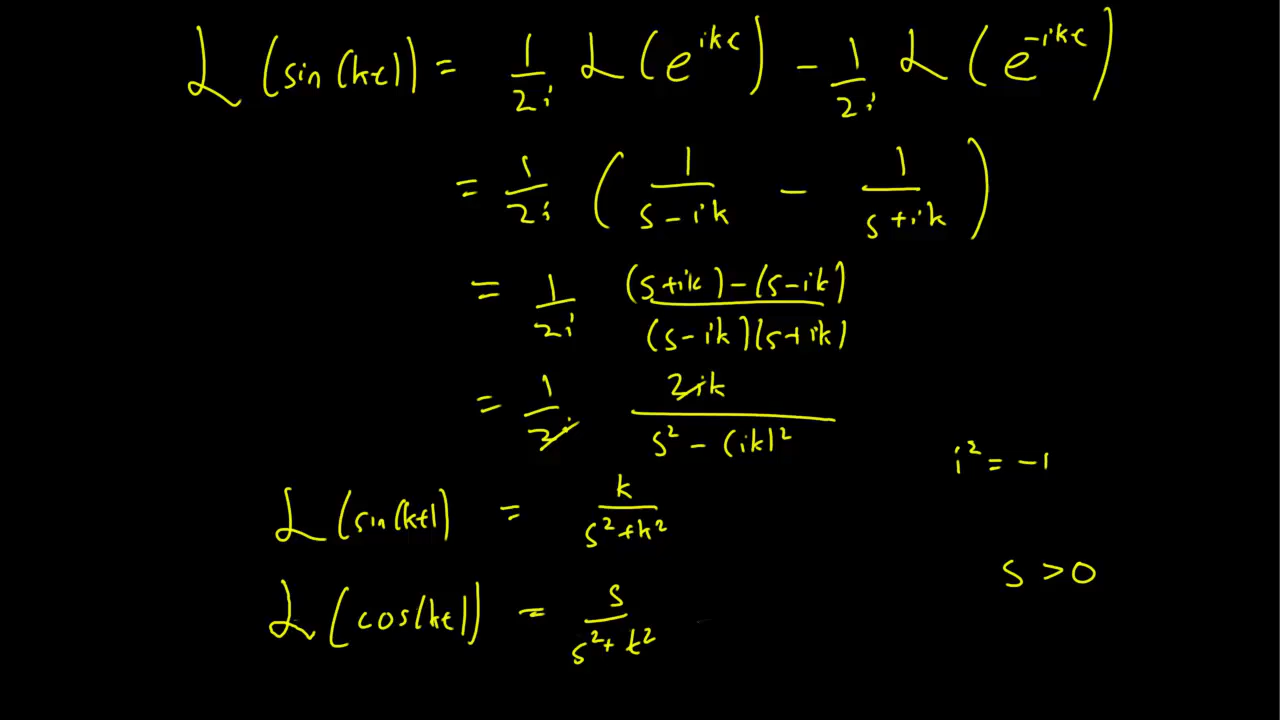 ℒ(sin(kt)) = 1/2i ℒ(e^{ikt}) − 1/2i ℒ(e^{-ikt})
= 1/2i (1/(s−ik) − 1/(s+ik))
= 1/2i ((s+ik)−(s−ik))/((s−ik)(s+ik))
= 1/2i 2ik/(s²−(ik)²)
i² = −1
ℒ(sin(kt)) = k/(s²+k²)
s > 0
ℒ(cos(kt)) = s/(s²+k²)